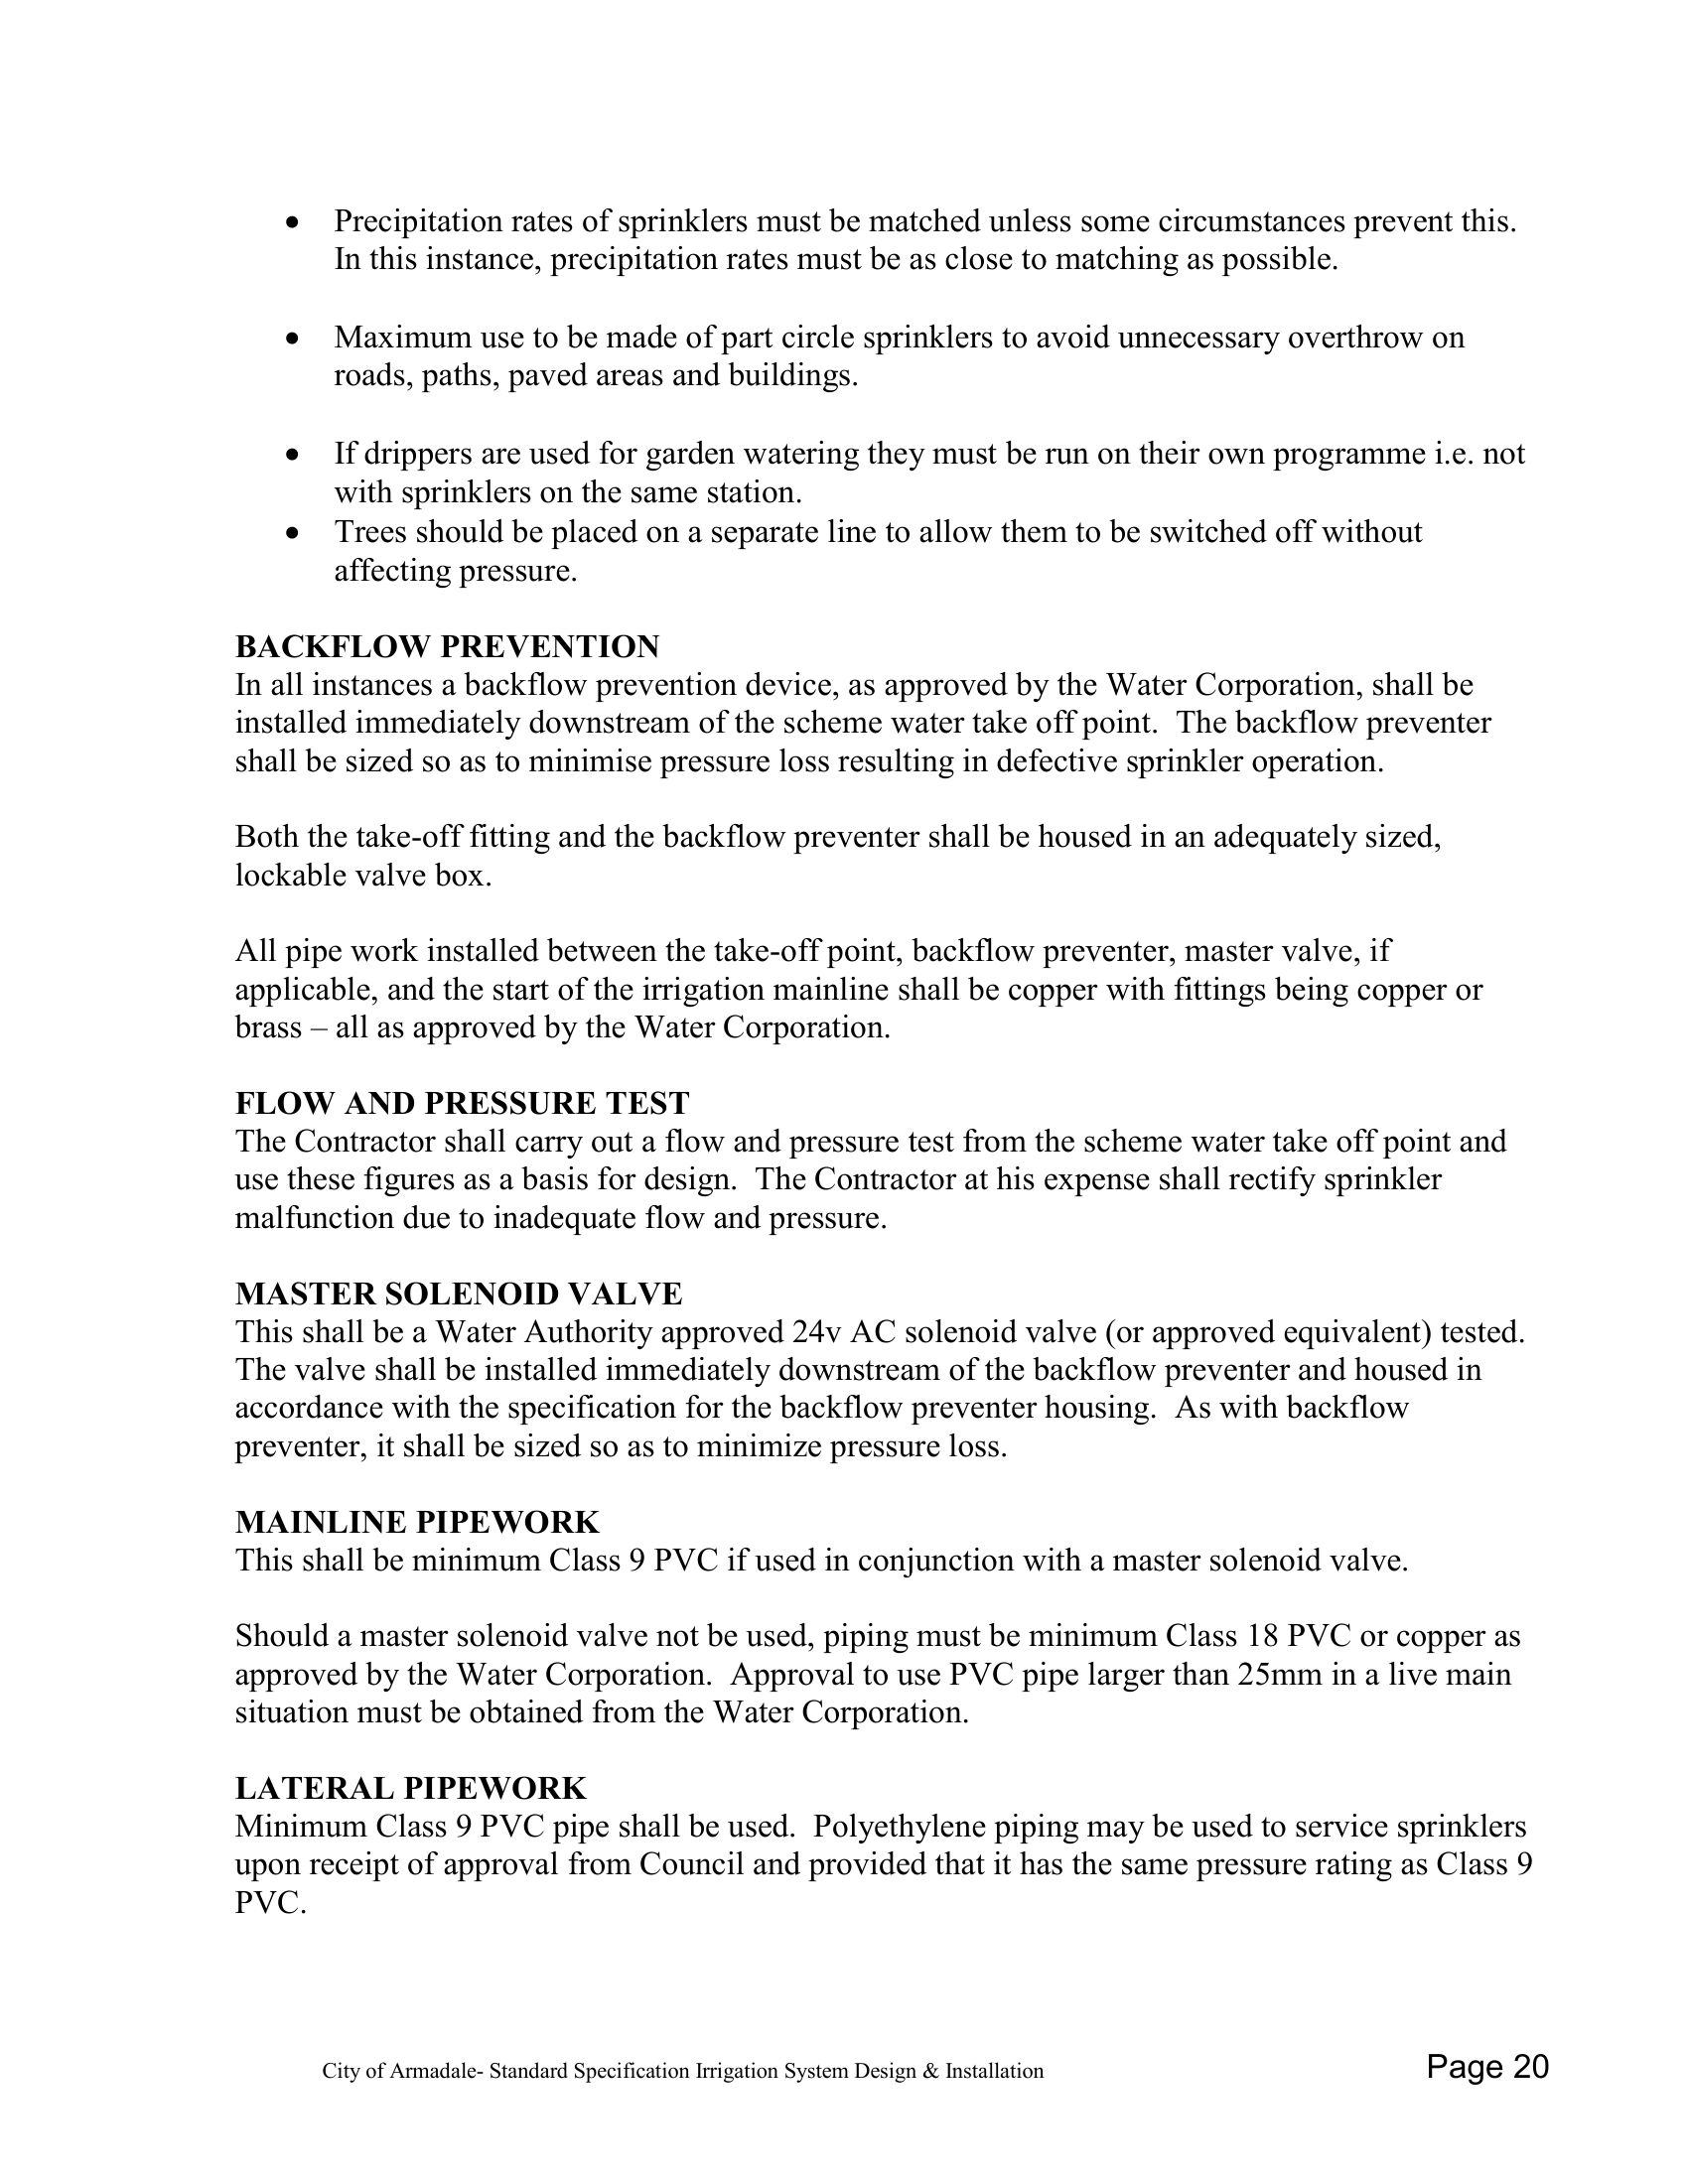 • Precipitation rates of sprinklers must be matched unless some circumstances prevent this.
In this instance, precipitation rates must be as close to matching as possible.
• Maximum use to be made of part circle sprinklers to avoid unnecessary overthrow on
roads, paths, paved areas and buildings.
• If drippers are used for garden watering they must be run on their own programme i.e. not
with sprinklers on the same station.
• Trees should be placed on a separate line to allow them to be switched off without
affecting pressure.
BACKFLOW PREVENTION
In all instances a backflow prevention device, as approved by the Water Corporation, shall be
installed immediately downstream of the scheme water take off point.  The backflow preventer
shall be sized so as to minimise pressure loss resulting in defective sprinkler operation.
Both the take-off fitting and the backflow preventer shall be housed in an adequately sized,
lockable valve box.
All pipe work installed between the take-off point, backflow preventer, master valve, if
applicable, and the start of the irrigation mainline shall be copper with fittings being copper or
brass – all as approved by the Water Corporation.
FLOW AND PRESSURE TEST
The Contractor shall carry out a flow and pressure test from the scheme water take off point and
use these figures as a basis for design.  The Contractor at his expense shall rectify sprinkler
malfunction due to inadequate flow and pressure.
MASTER SOLENOID VALVE
This shall be a Water Authority approved 24v AC solenoid valve (or approved equivalent) tested.
The valve shall be installed immediately downstream of the backflow preventer and housed in
accordance with the specification for the backflow preventer housing.  As with backflow
preventer, it shall be sized so as to minimize pressure loss.
MAINLINE PIPEWORK
This shall be minimum Class 9 PVC if used in conjunction with a master solenoid valve.
Should a master solenoid valve not be used, piping must be minimum Class 18 PVC or copper as
approved by the Water Corporation.  Approval to use PVC pipe larger than 25mm in a live main
situation must be obtained from the Water Corporation.
LATERAL PIPEWORK
Minimum Class 9 PVC pipe shall be used.  Polyethylene piping may be used to service sprinklers
upon receipt of approval from Council and provided that it has the same pressure rating as Class 9
PVC.
City of Armadale- Standard Specification Irrigation System Design & Installation Page 20